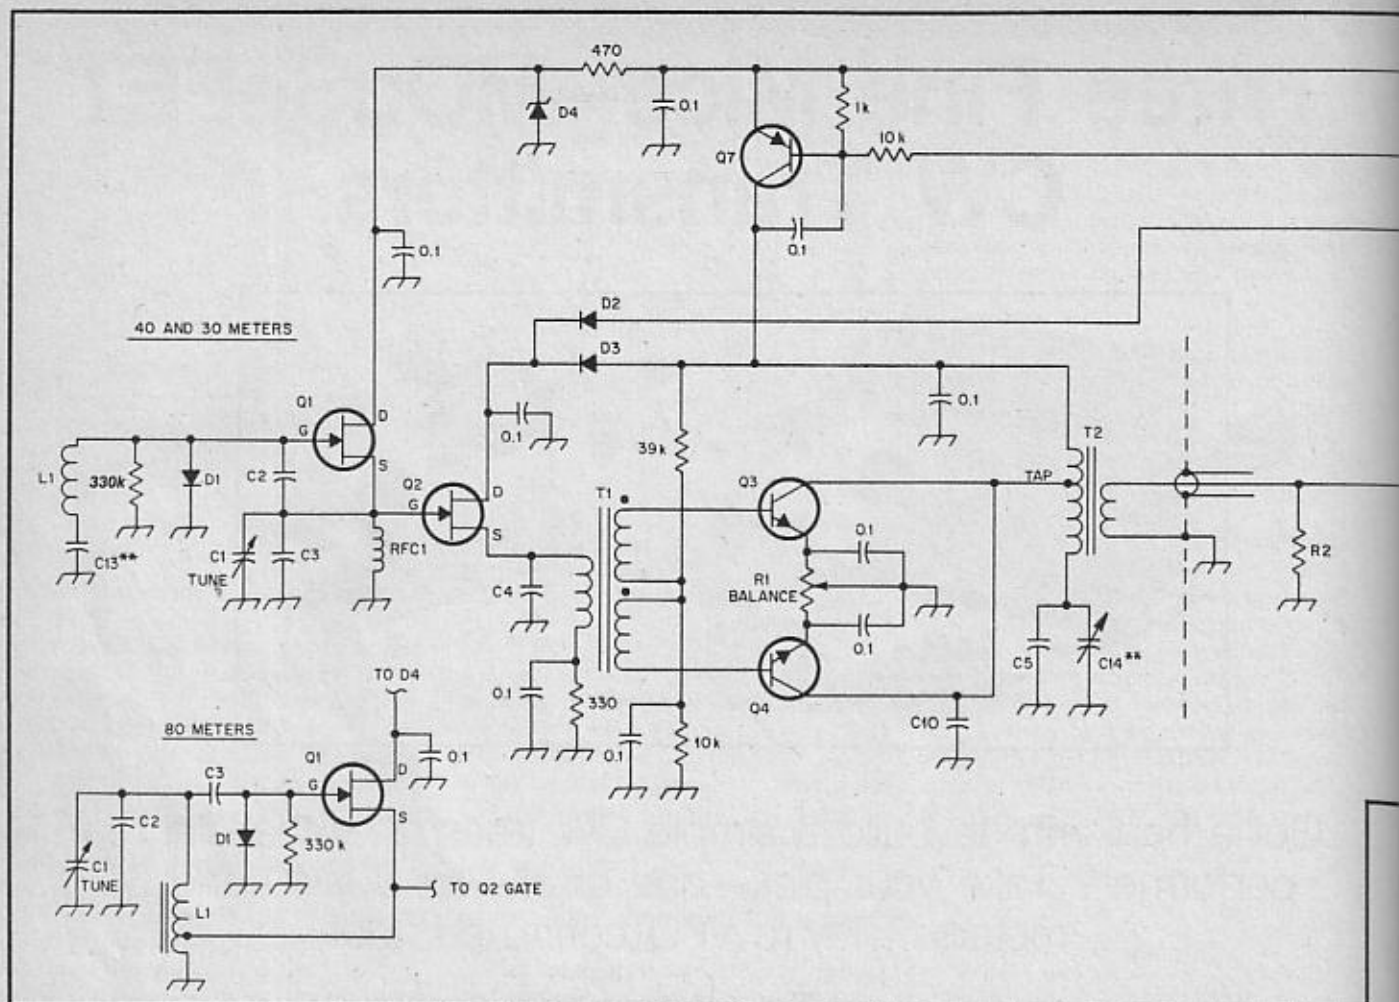 470
0.1
D4
1k
10k
Q7
0.1
0.1
D2
40 AND 30 METERS
D3
Q1
D
G
S
0.1
0.1
T2
39k
L1
330k
D1
C2
Q2
D
G
S
T1
Q3
TAP
C13**
C1
TUNE
C3
RFC1
C4
0.1
R1
BALANCE
R2
0.1
C5
C14**
0.1
330
Q4
C10
0.1
10k
TO D4
80 METERS
0.1
Q1
D
G
S
C3
C2
D1
330k
C1
TUNE
L1
TO Q2 GATE